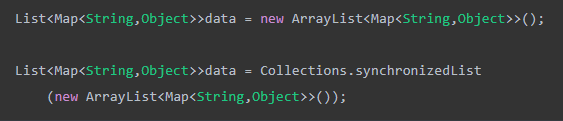 List<Map<String,Object>>data = new ArrayList<Map<String,Object>>();
List<Map<String,Object>>data = Collections.synchronizedList
(new ArrayList<Map<String,Object>>());